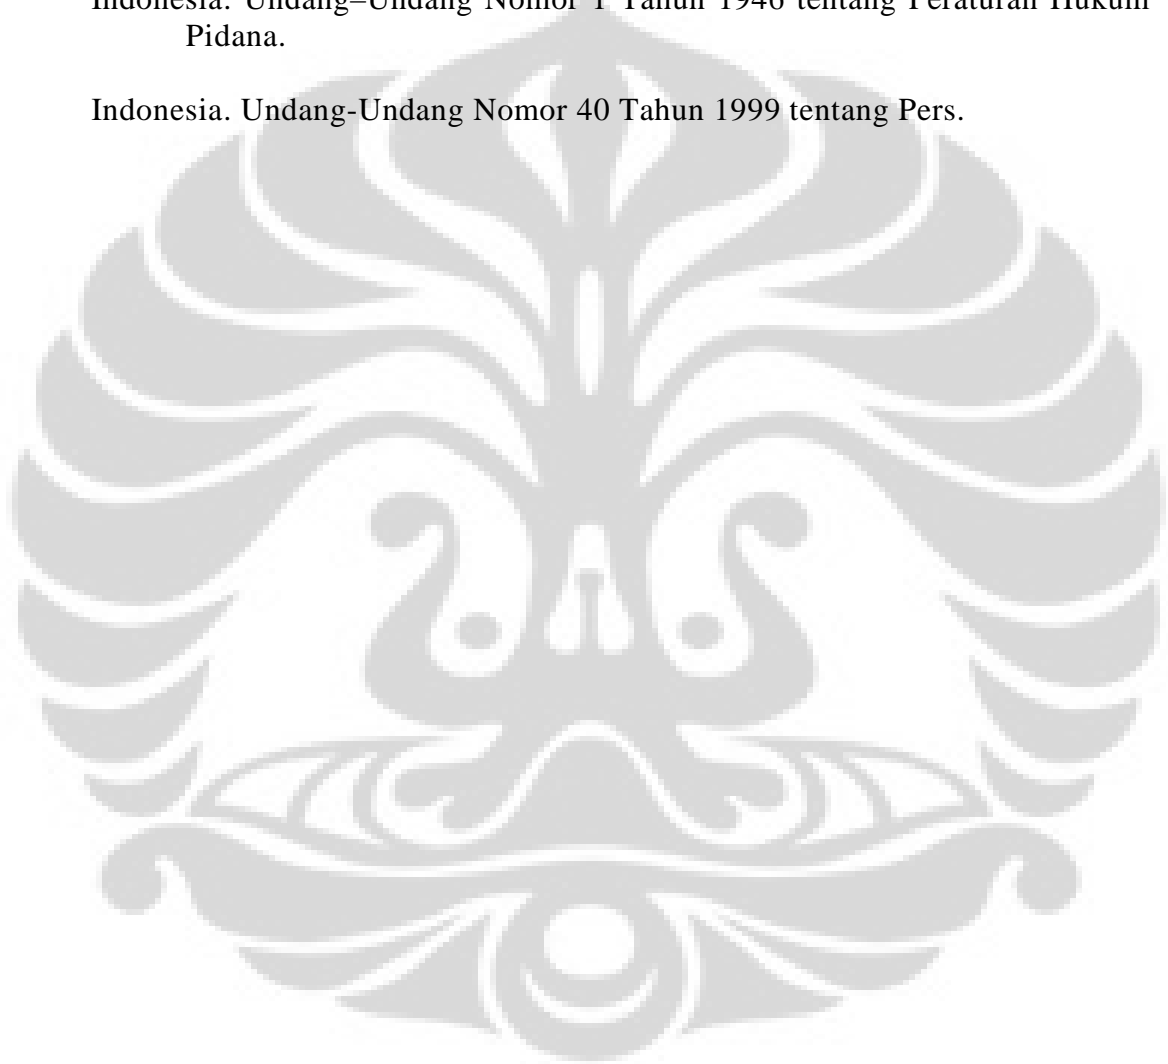 Indonesia. Undang–Undang Nomor 1 Tahun 1946 tentang Peraturan Hukum
Pidana.
Indonesia. Undang-Undang Nomor 40 Tahun 1999 tentang Pers.